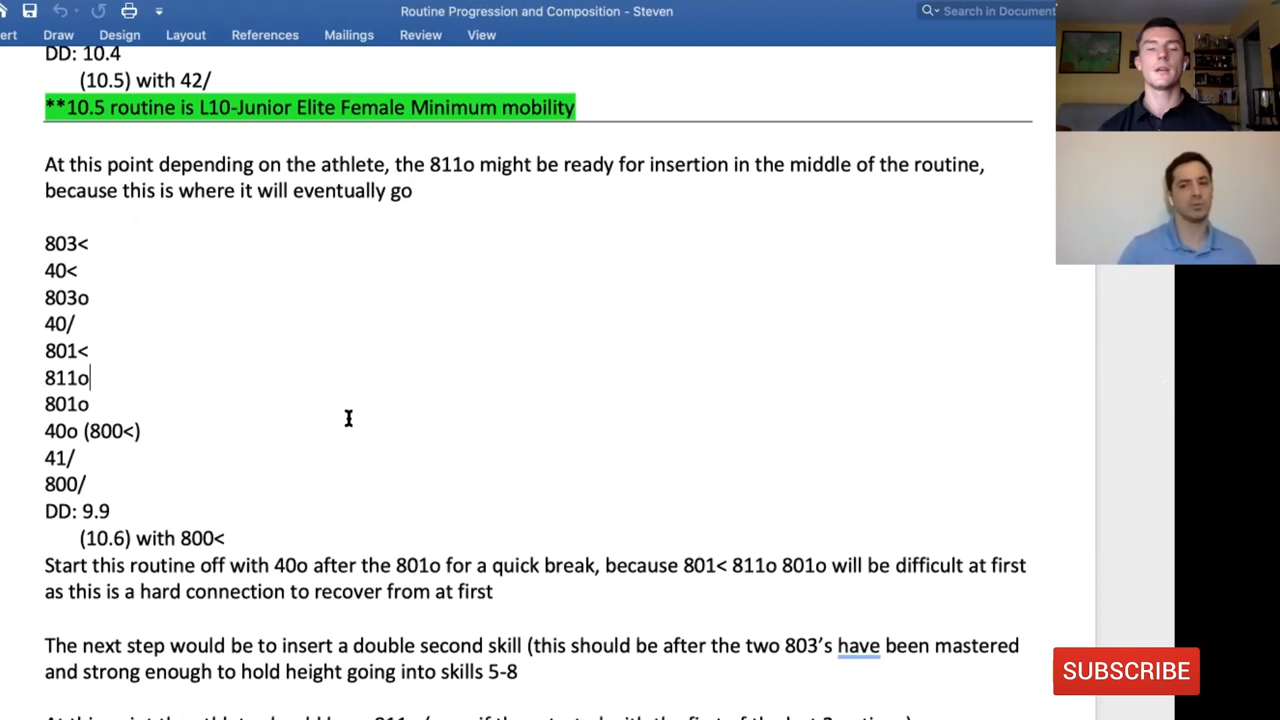 Routine Progression and Composition - Steven
Search in Document
ert Draw Design Layout References Mailings Review View
DD: 10.4
(10.5) with 42/
**10.5 routine is L10-Junior Elite Female Minimum mobility
At this point depending on the athlete, the 811o might be ready for insertion in the middle of the routine,
because this is where it will eventually go
803<
40<
803o
40/
801<
811o
801o
40o (800<)
41/
800/
DD: 9.9
(10.6) with 800<
Start this routine off with 40o after the 801o for a quick break, because 801< 811o 801o will be difficult at first
as this is a hard connection to recover from at first
The next step would be to insert a double second skill (this should be after the two 803's have been mastered
and strong enough to hold height going into skills 5-8
SUBSCRIBE